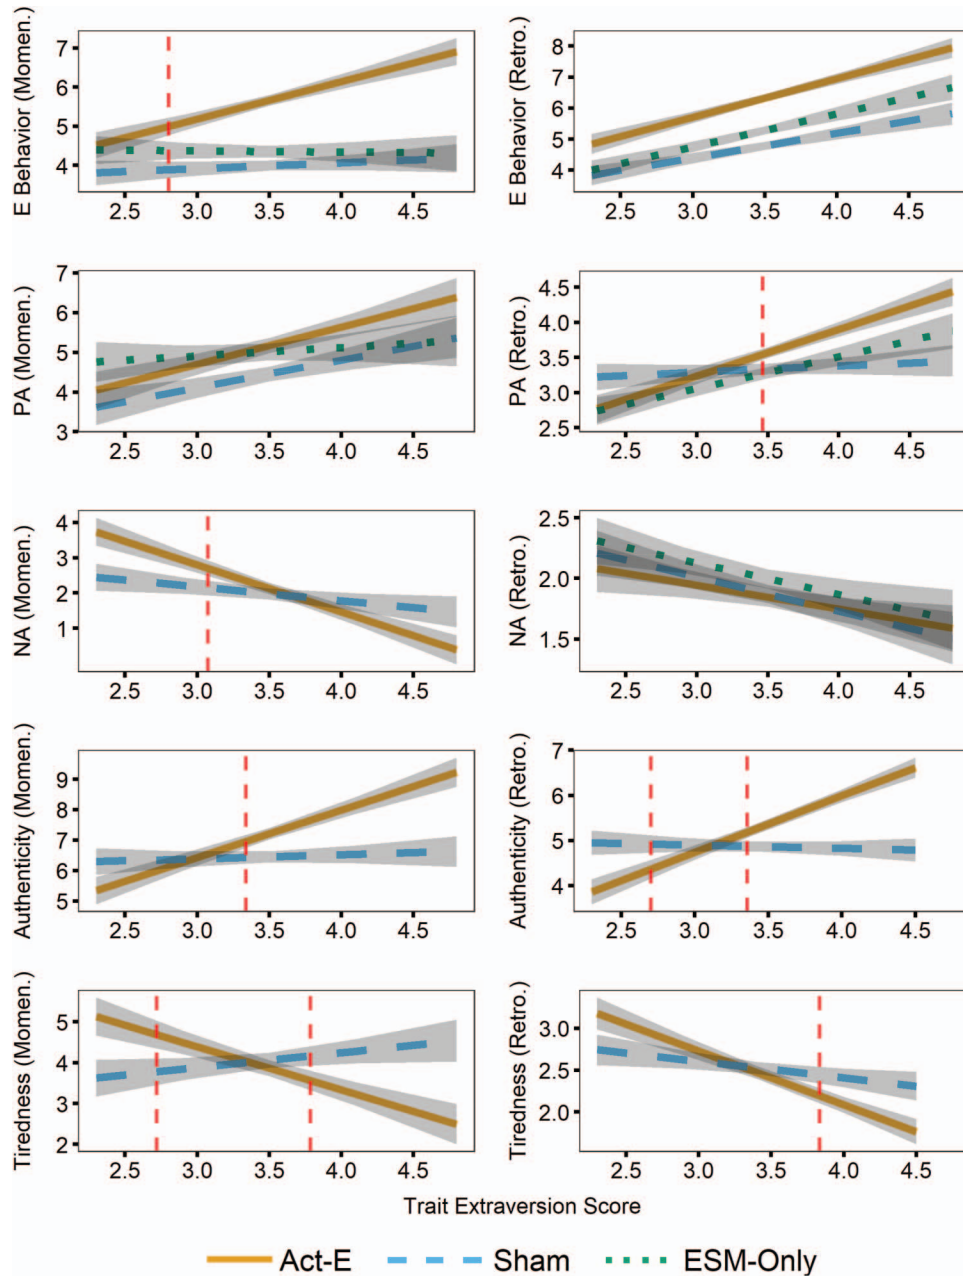 E Behavior (Momen.)
7
6
5
4
2.5 3.0 3.5 4.0 4.5
E Behavior (Retro.)
8
7
6
5
4
2.5 3.0 3.5 4.0 4.5
PA (Momen.)
7
6
5
4
3
2.5 3.0 3.5 4.0 4.5
PA (Retro.)
4.5
4.0
3.5
3.0
2.5
2.5 3.0 3.5 4.0 4.5
NA (Momen.)
4
3
2
1
2.5 3.0 3.5 4.0 4.5
NA (Retro.)
2.5
2.0
1.5
2.5 3.0 3.5 4.0 4.5
Authenticity (Momen.)
9
8
7
6
5
2.5 3.0 3.5 4.0 4.5
Authenticity (Retro.)
7
6
5
4
2.5 3.0 3.5 4.0 4.5
Tiredness (Momen.)
5
4
3
2
2.5 3.0 3.5 4.0 4.5
Tiredness (Retro.)
3.0
2.5
2.0
2.5 3.0 3.5 4.0 4.5
Trait Extraversion Score
Act-E Sham ESM-Only